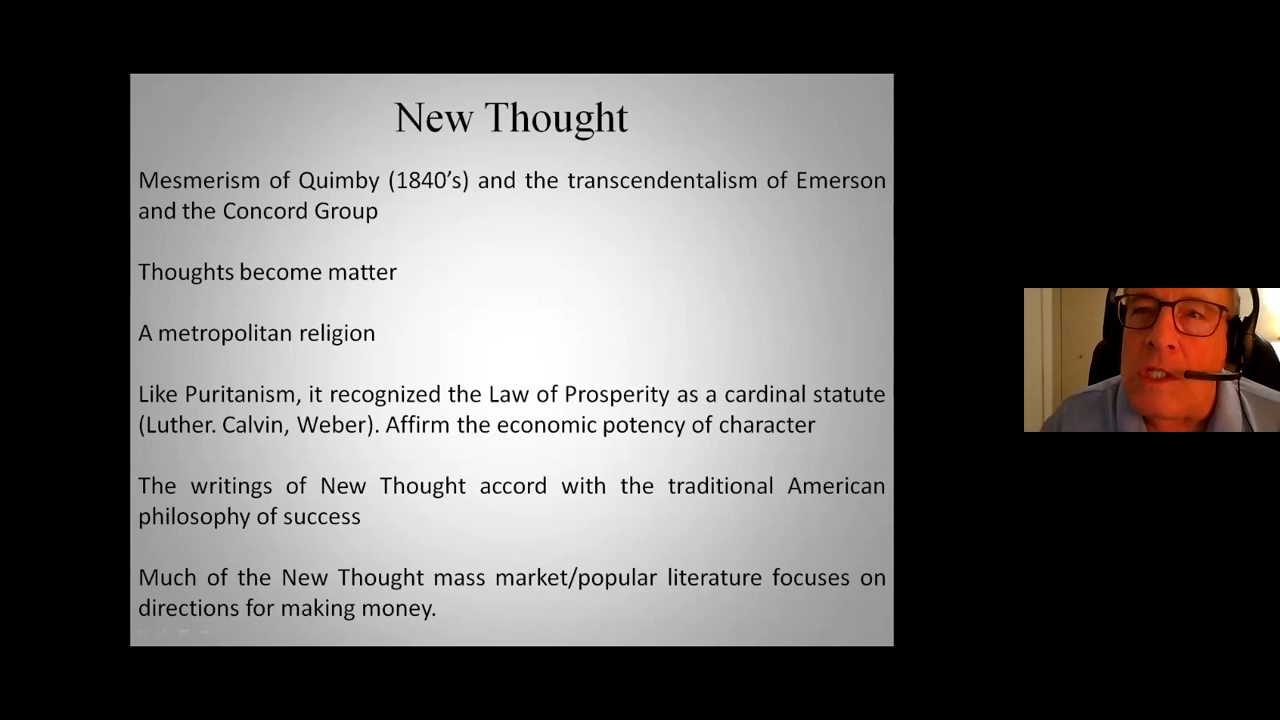 New Thought
Mesmerism of Quimby (1840’s) and the transcendentalism of Emerson
and the Concord Group
Thoughts become matter
A metropolitan religion
Like Puritanism, it recognized the Law of Prosperity as a cardinal statute
(Luther. Calvin, Weber). Affirm the economic potency of character
The writings of New Thought accord with the traditional American
philosophy of success
Much of the New Thought mass market/popular literature focuses on
directions for making money.